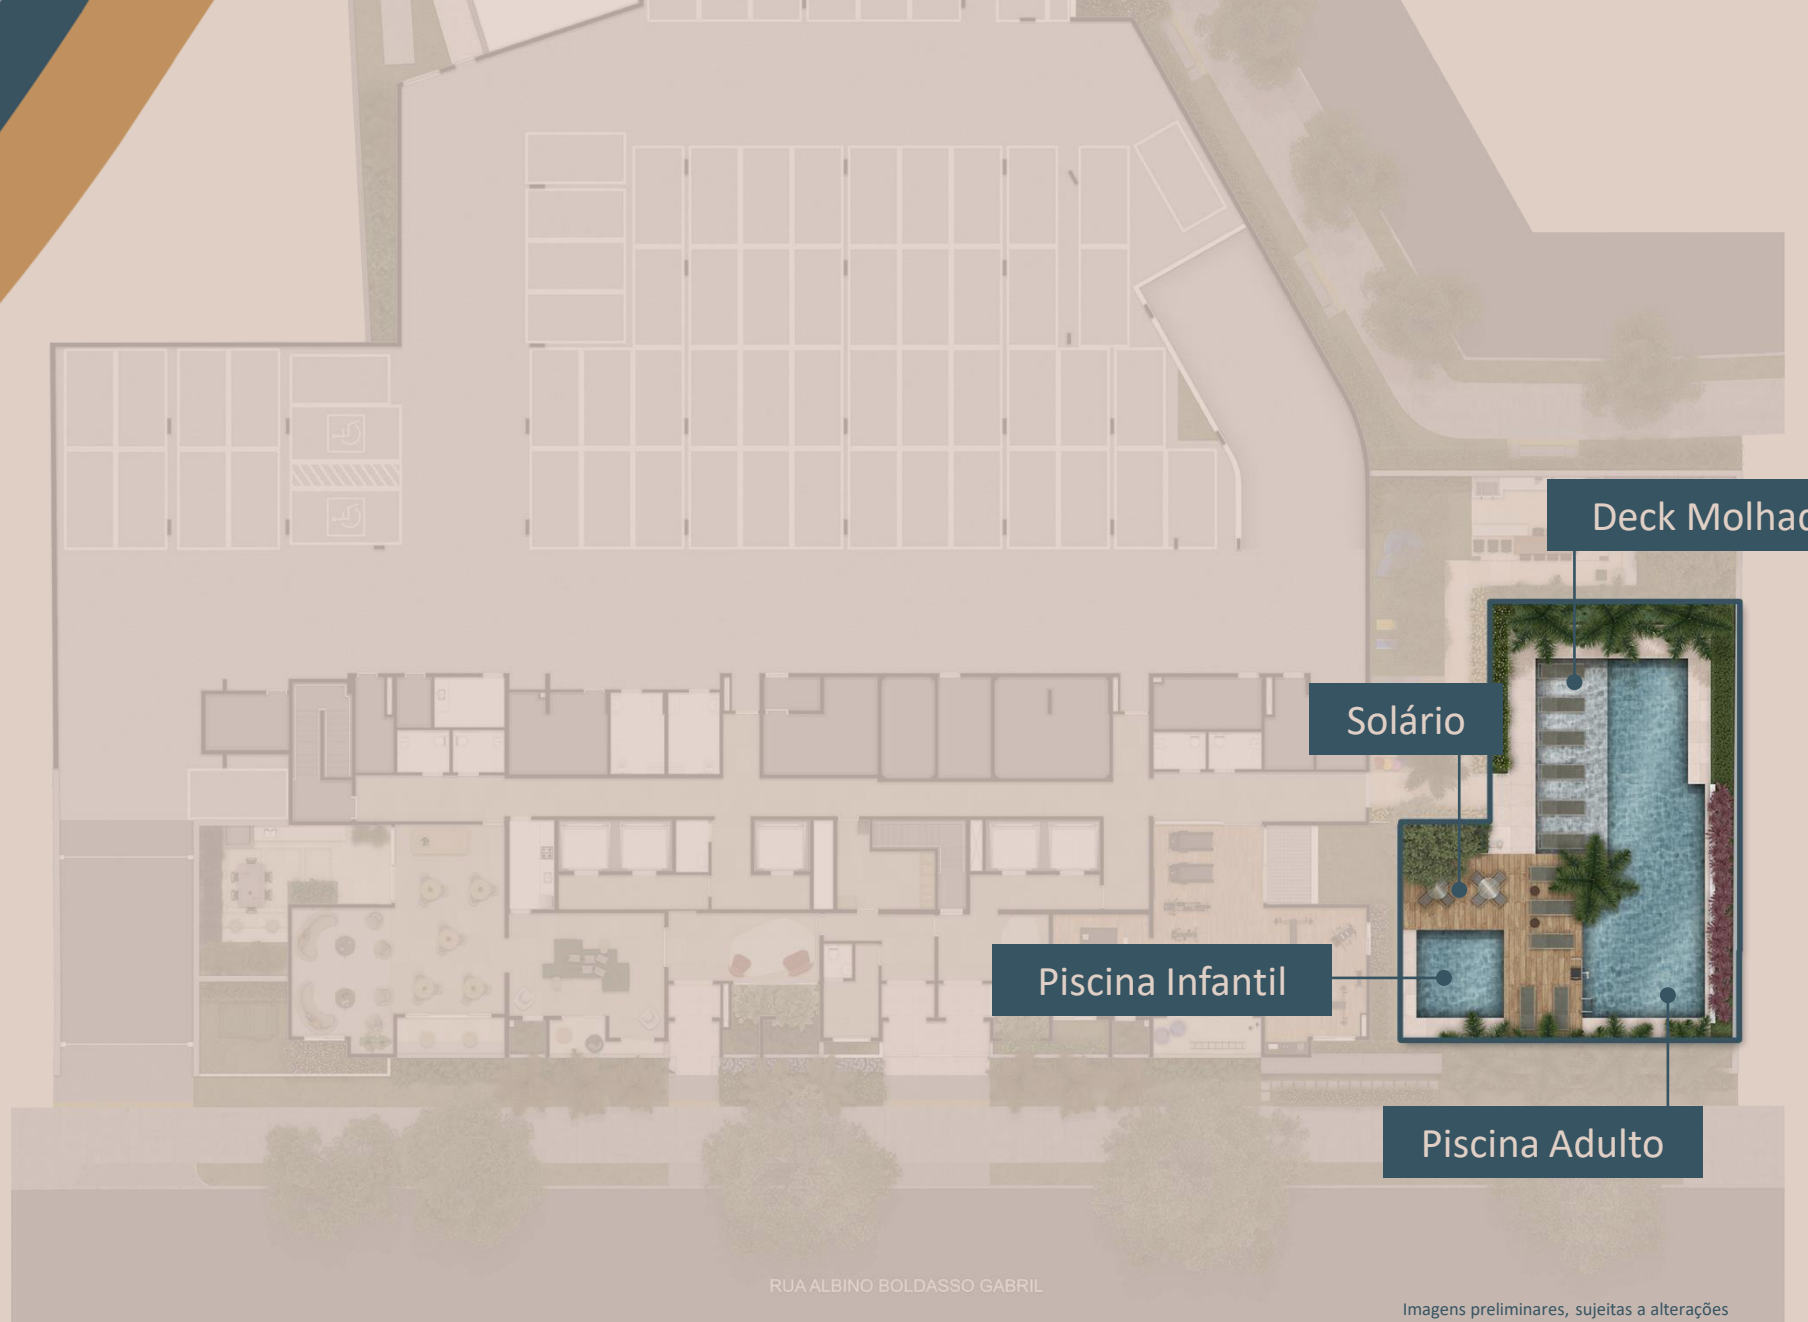 Deck Molhad
Solário
Piscina Infantil
Piscina Adulto
RUA ALBINO BOLDASSO GABRIL
Imagens preliminares, sujeitas a alterações